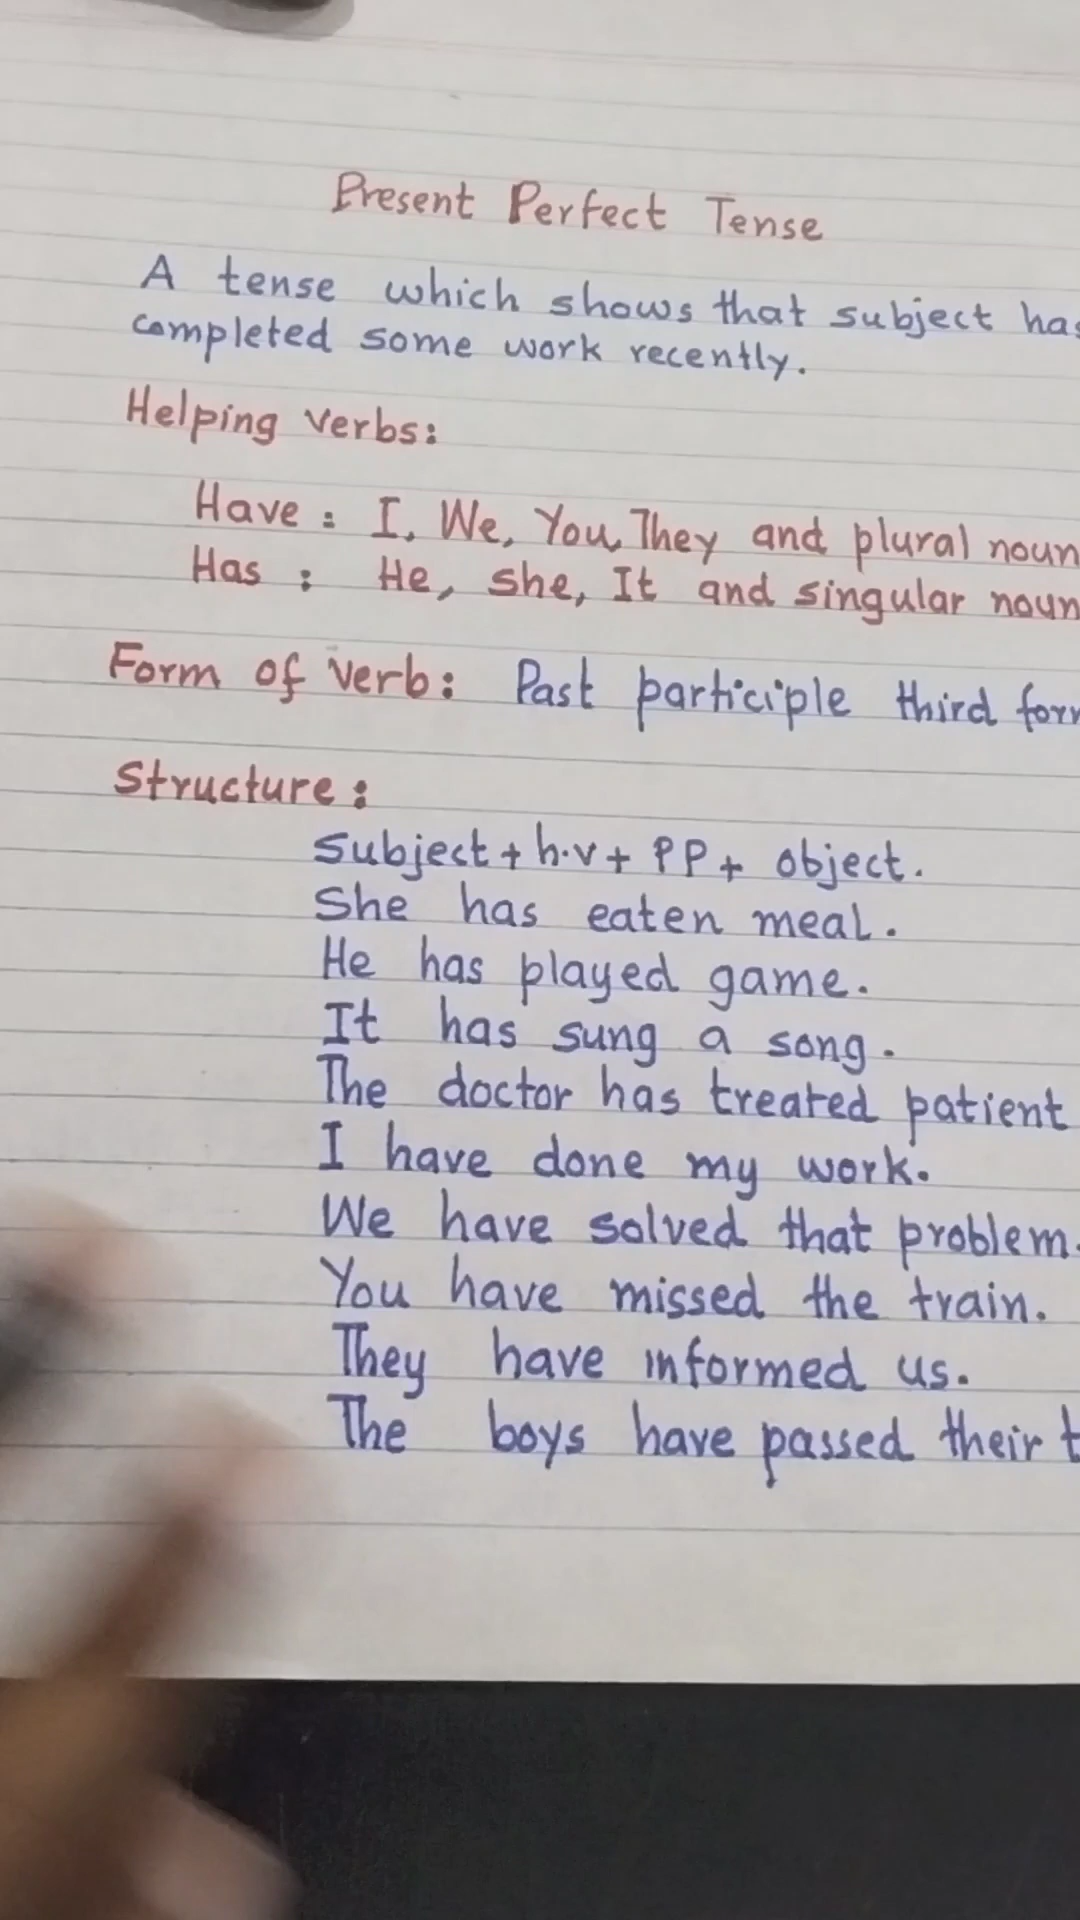 Present Perfect Tense
A tense which shows that subject has
completed some work recently.
Helping verbs:
Have : I, We, You, They and plural noun
Has : He, she, It and singular noun
Form of verb: Past participle third form
Structure:
Subject + h.v + PP + object.
She has eaten meal.
He has played game.
It has sung a song.
The doctor has treated patient
I have done my work.
We have solved that problem.
You have missed the train.
They have informed us.
The boys have passed their